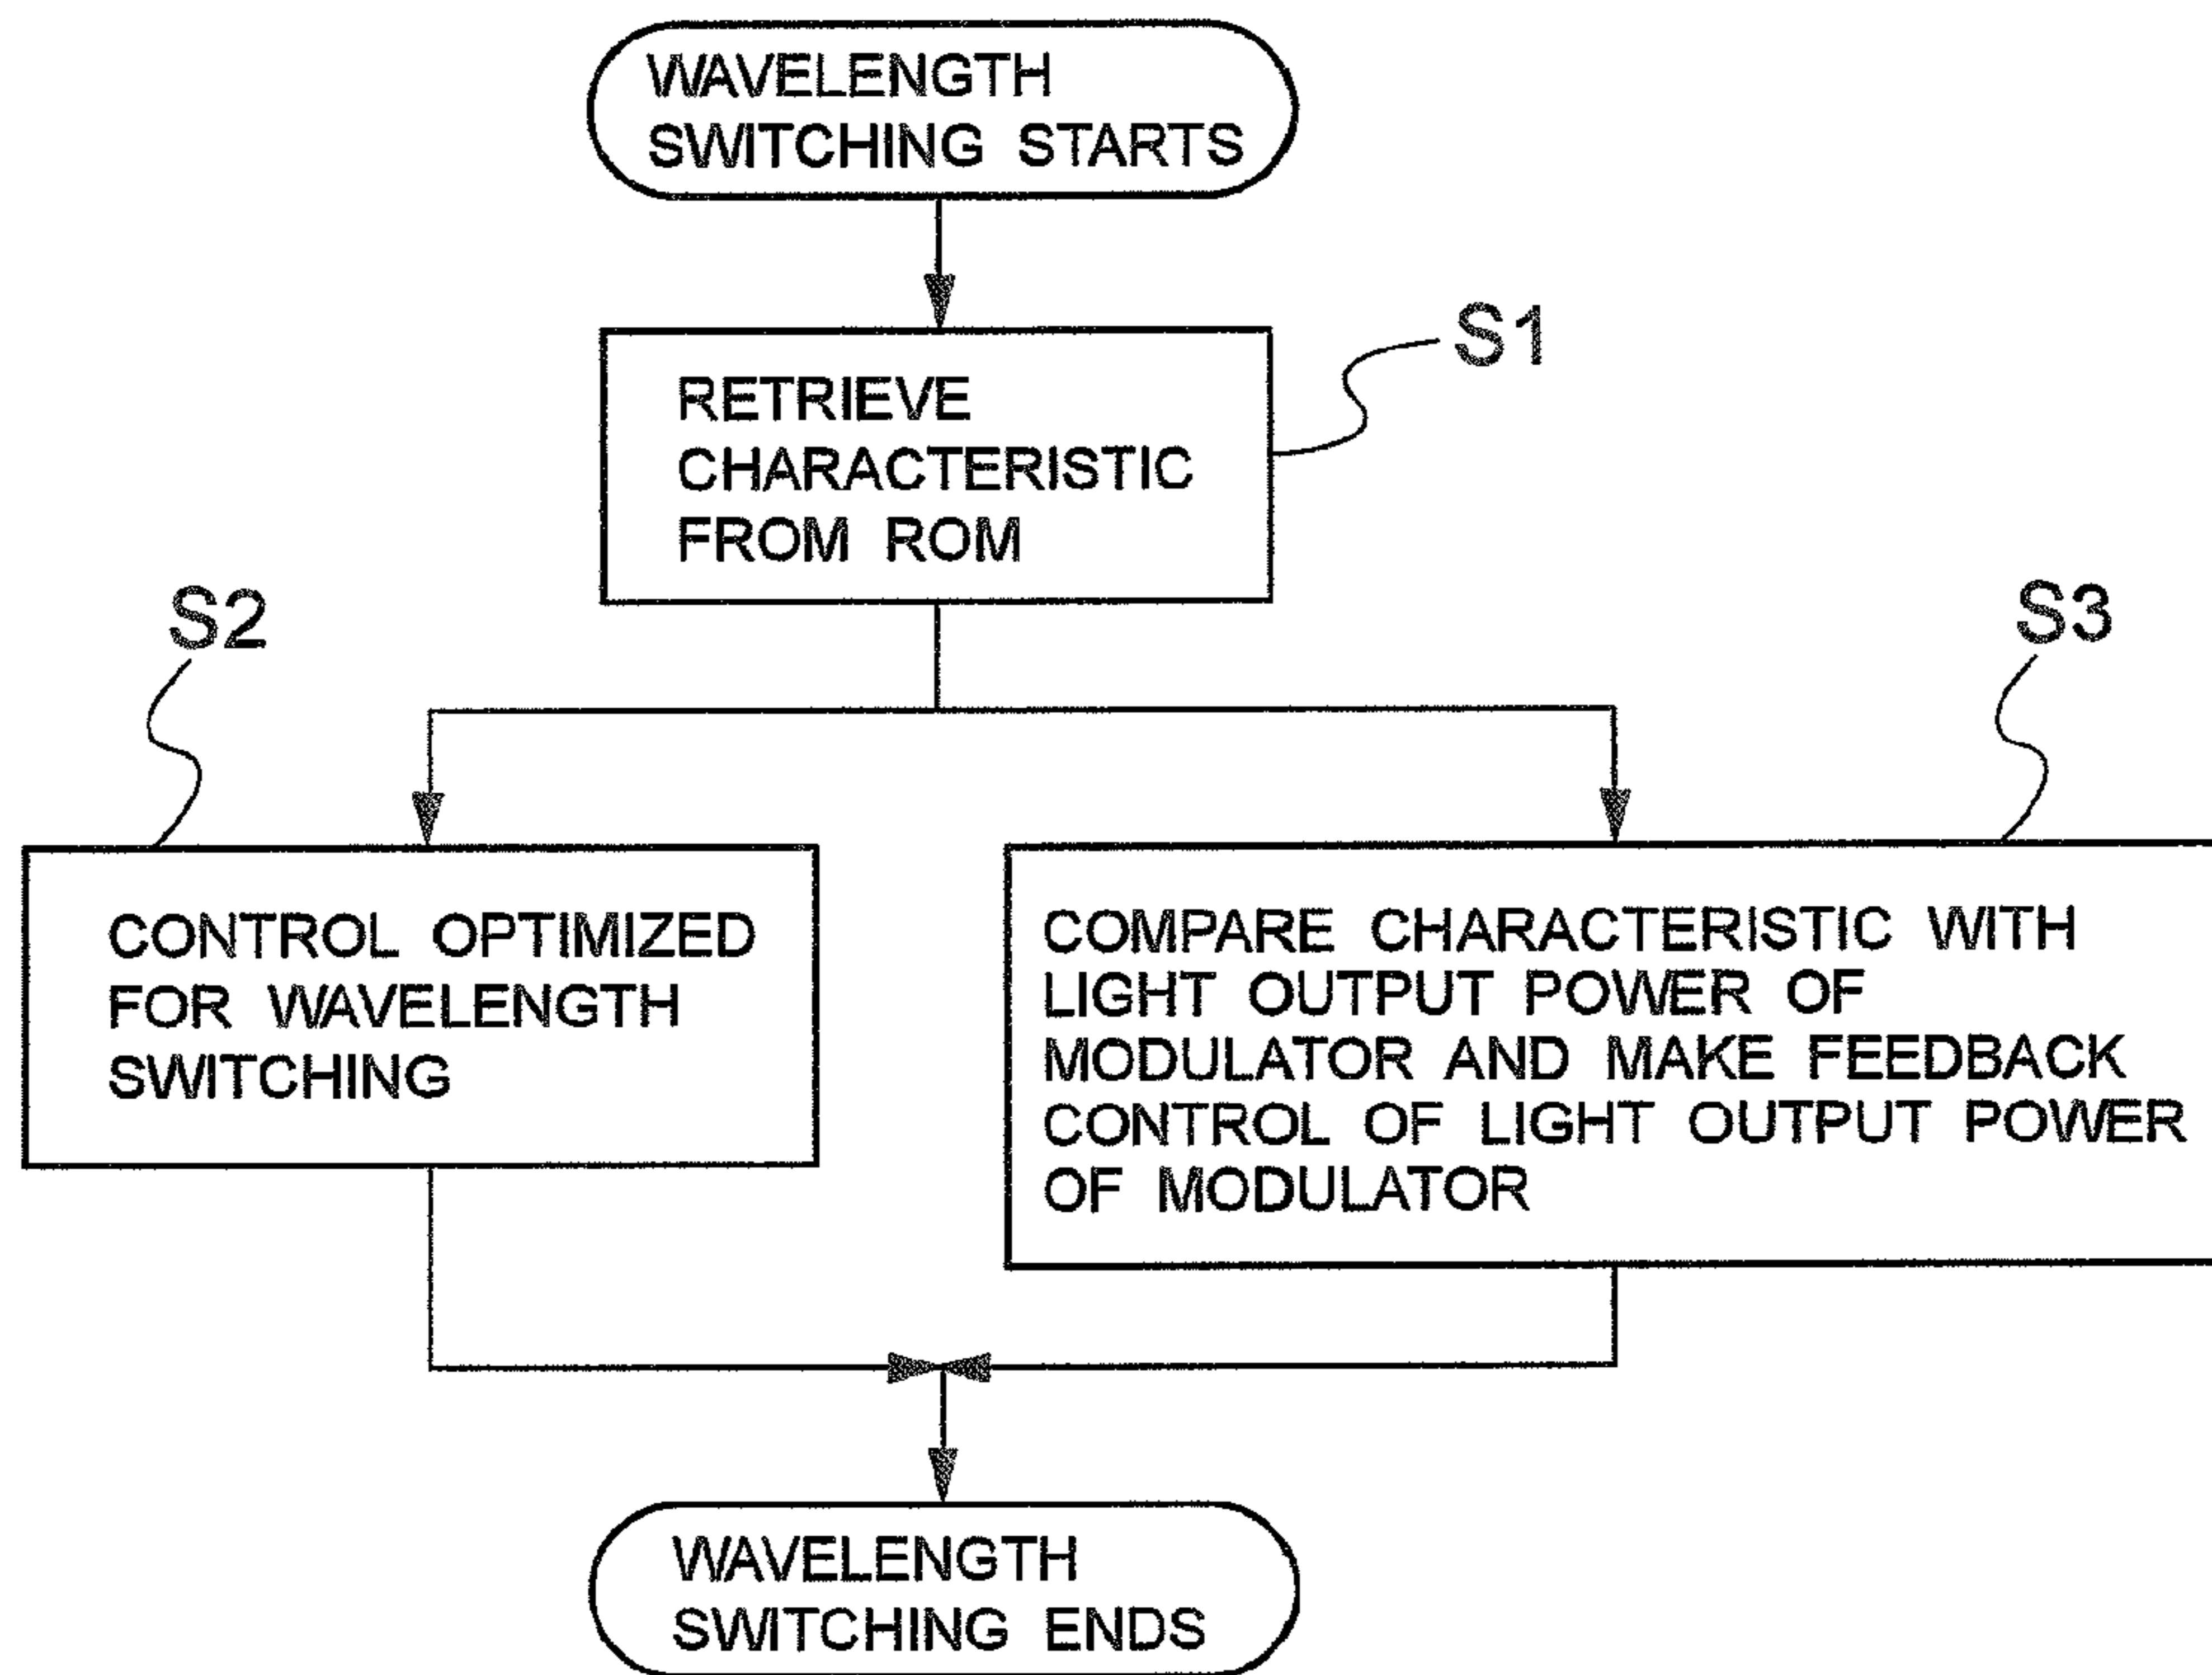 WAVELENGTH
SWITCHING STARTS
S1
RETRIEVE
CHARACTERISTIC
FROM ROM
S2
S3
CONTROL OPTIMIZED
FOR WAVELENGTH
SWITCHING
COMPARE CHARACTERISTIC WITH
LIGHT OUTPUT POWER OF
MODULATOR AND MAKE FEEDBACK
CONTROL OF LIGHT OUTPUT POWER
OF MODULATOR
WAVELENGTH
SWITCHING ENDS